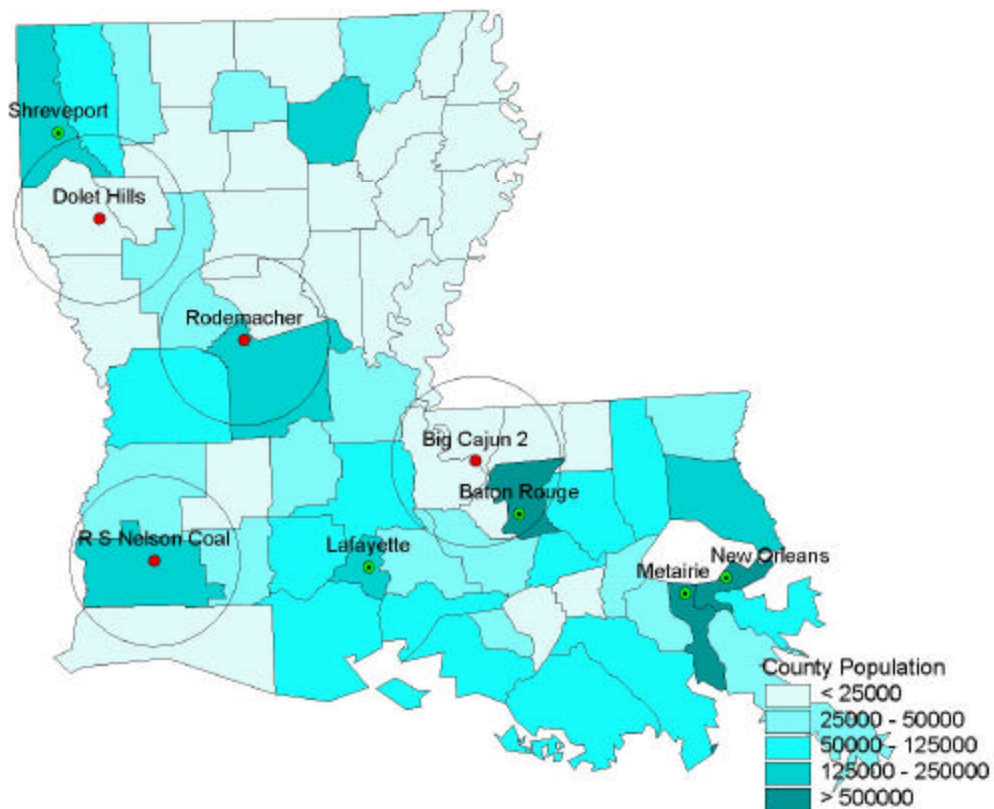 Shreveport
Dolet Hills
Rodemacher
Big Cajun 2
Baton Rouge
R S Nelson Coal
Lafayette
New Orleans
Metairie
County Population
< 25000
25000 - 50000
50000 - 125000
125000 - 250000
> 500000